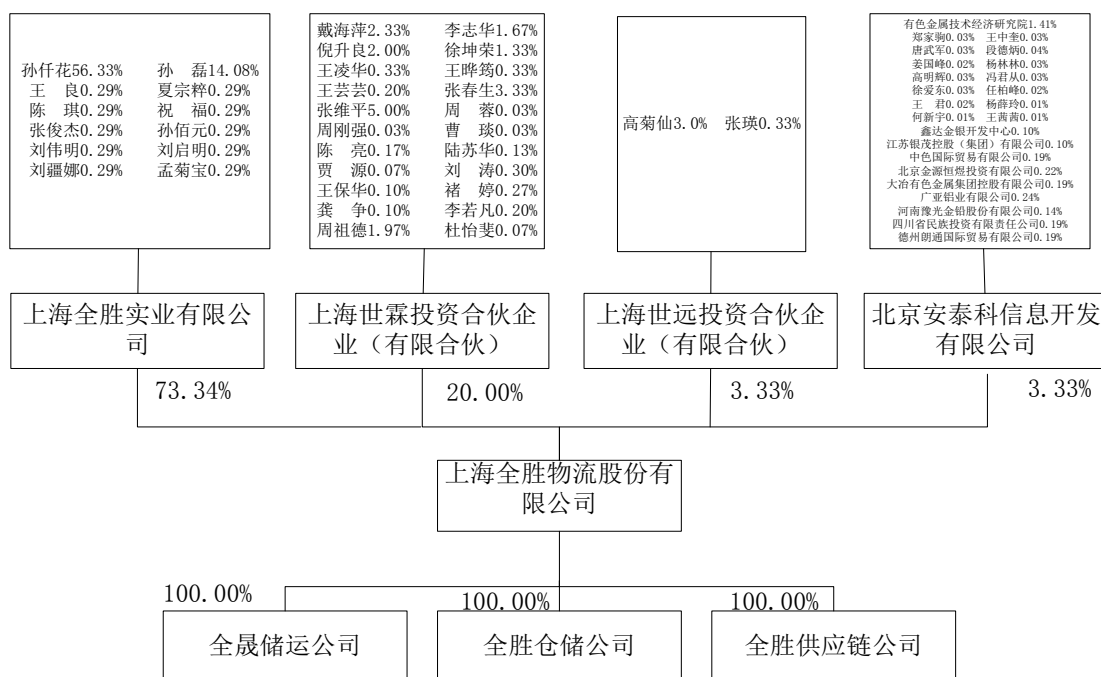 孙仟花56.33% 孙 磊14.08%
王 良0.29% 夏宗粹0.29%
陈 琪0.29% 祝 福0.29%
张俊杰0.29% 孙佰元0.29%
刘伟明0.29% 刘启明0.29%
刘疆娜0.29% 孟菊宝0.29%
戴海萍2.33% 李志华1.67%
倪升良2.00% 徐坤荣1.33%
王凌华0.33% 王晔筠0.33%
王芸芸0.20% 张春生3.33%
张维平5.00% 周 蓉0.03%
周刚强0.03% 曹 琰0.03%
陈 亮0.17% 陆苏华0.13%
贾 源0.07% 刘 涛0.30%
王保华0.10% 褚 婷0.27%
龚 争0.10% 李若凡0.20%
周祖德1.97% 杜怡斐0.07%
高菊仙3.0% 张瑛0.33%
有色金属技术经济研究院1.41%
郑家驹0.03% 王中奎0.03%
唐武军0.03% 段德炳0.04%
姜国峰0.02% 杨林林0.03%
高明辉0.03% 冯君从0.03%
徐爱东0.03% 任柏峰0.02%
王 君0.02% 杨薛玲0.01%
何新宇0.01% 王茜茜0.01%
鑫达金银开发中心0.10%
江苏银茂控股（集团）有限公司0.10%
中色国际贸易有限公司0.19%
北京金源恒煜投资有限公司0.22%
大冶有色金属集团控股有限公司0.19%
广亚铝业有限公司0.24%
河南豫光金铅股份有限公司0.14%
四川省民族投资有限责任公司0.19%
德州朗通国际贸易有限公司0.19%
上海全胜实业有限公
司
上海世霖投资合伙企
业（有限合伙）
上海世远投资合伙企
业（有限合伙）
北京安泰科信息开发
有限公司
73.34%
20.00%
3.33%
3.33%
上海全胜物流股份有
限公司
100.00%
100.00%
100.00%
全晟储运公司
全胜仓储公司
全胜供应链公司